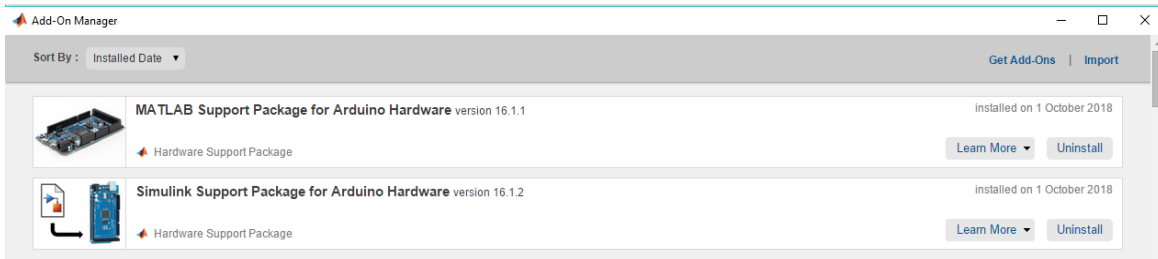 Add-On Manager
Sort By : Installed Date
Get Add-Ons | Import
MATLAB Support Package for Arduino Hardware version 16.1.1
installed on 1 October 2018
Hardware Support Package
Learn More Uninstall
Simulink Support Package for Arduino Hardware version 16.1.2
installed on 1 October 2018
Hardware Support Package
Learn More Uninstall